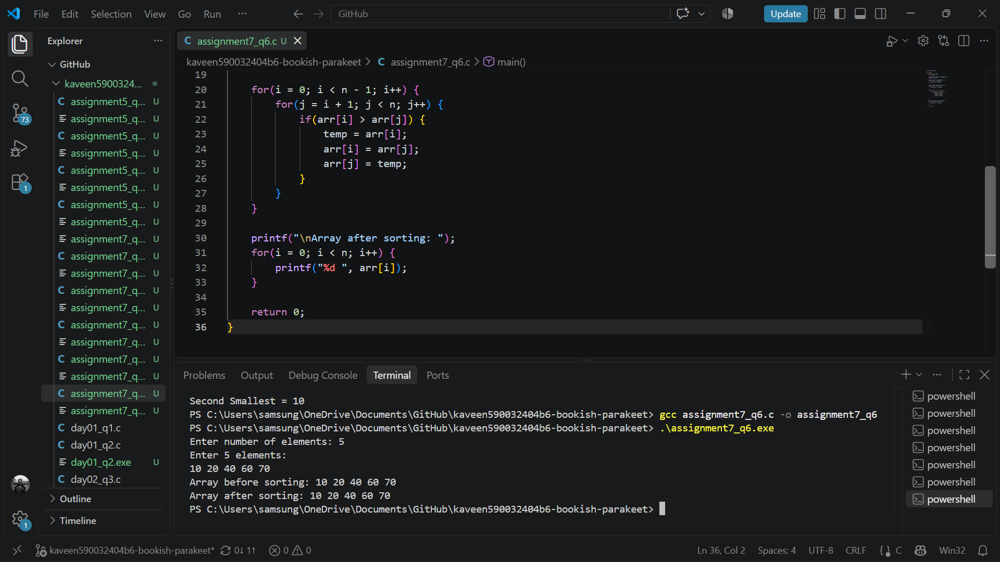 File Edit Selection View Go Run ···
GitHub
Update
Explorer
GitHub
kaveen5900324...
assignment5_q... U
assignment5_q... U
assignment5_q... U
assignment5_q... U
assignment5_q... U
assignment5_q... U
assignment5_q... U
assignment5_q... U
assignment7_q... U
assignment7_q... U
assignment7_q... U
assignment7_q... U
assignment7_q... U
assignment7_q... U
assignment7_q... U
assignment7_q... U
assignment7_q... U
assignment7_q... U
assignment7_q... U
day01_q1.c
day01_q2.c
day01_q2.exe U
day02_q3.c
Outline
Timeline
73
1
1
C assignment7_q6.c U
kaveen590032404b6-bookish-parakeet > C assignment7_q6.c > main()
19
20 for(i = 0; i < n - 1; i++) {
21 for(j = i + 1; j < n; j++) {
22 if(arr[i] > arr[j]) {
23 temp = arr[i];
24 arr[i] = arr[j];
25 arr[j] = temp;
26 }
27 }
28 }
29
30 printf("\nArray after sorting: ");
31 for(i = 0; i < n; i++) {
32 printf("%d ", arr[i]);
33 }
34
35 return 0;
36 }
Problems Output Debug Console Terminal Ports
Second Smallest = 10
PS C:\Users\samsung\OneDrive\Documents\GitHub\kaveen590032404b6-bookish-parakeet> gcc assignment7_q6.c -o assignment7_q6
PS C:\Users\samsung\OneDrive\Documents\GitHub\kaveen590032404b6-bookish-parakeet> .\assignment7_q6.exe
Enter number of elements: 5
Enter 5 elements:
10 20 40 60 70
Array before sorting: 10 20 40 60 70
Array after sorting: 10 20 40 60 70
PS C:\Users\samsung\OneDrive\Documents\GitHub\kaveen590032404b6-bookish-parakeet>
powershell
powershell
powershell
powershell
powershell
powershell
powershell
kaveen590032404b6-bookish-parakeet* 0↓ 1↑ 0 0
Ln 36, Col 2 Spaces: 4 UTF-8 CRLF {} C Win32